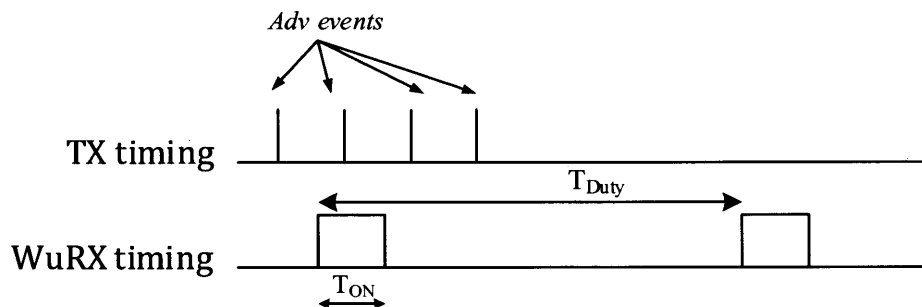 Adv events
TX timing
T_Duty
WuRX timing
T_ON